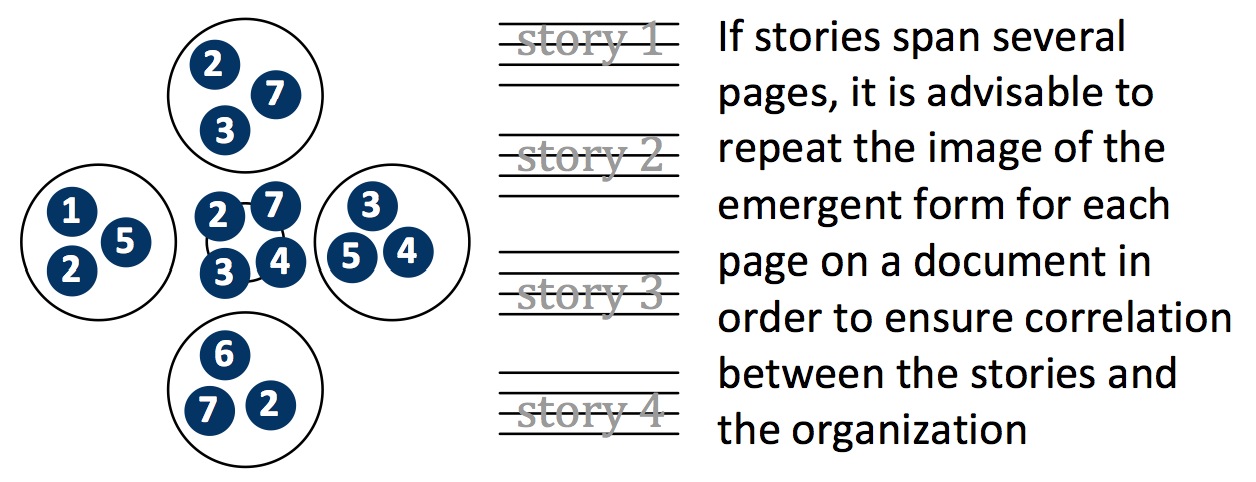 2
7
3
1
5
2
2
7
3
4
3
5
4
6
7
2
story 1
story 2
story 3
story 4
If stories span several
pages, it is advisable to
repeat the image of the
emergent form for each
page on a document in
order to ensure correlation
between the stories and
the organization